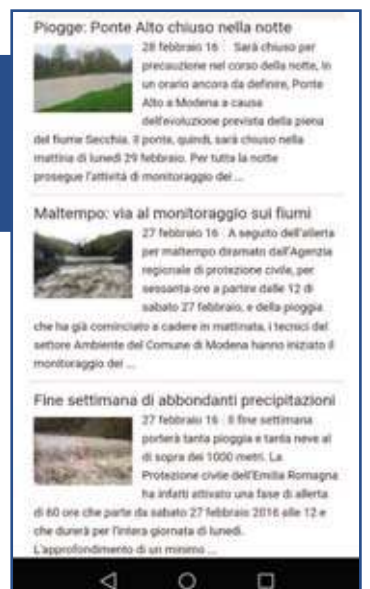 Piogge: Ponte Alto chiuso nella notte
28 febbraio 16 Sarà chiuso per
precauzione nel corso della notte, in
un orario ancora da definire, Ponte
Alto a Modena a causa
dell'evoluzione prevista della piena
del fiume Secchia. Il ponte, quindi, sarà chiuso nella
mattina di lunedì 29 febbraio. Per tutta la notte
prosegue l'attività di monitoraggio dei ...
Maltempo: via al monitoraggio sui fiumi
27 febbraio 16 A seguito dell'allerta
per maltempo diramato dall'Agenzia
regionale di protezione civile, per
sessanta ore a partire dalle 12 di
sabato 27 febbraio, e della pioggia
che ha già cominciato a cadere in mattinata, i tecnici del
settore Ambiente del Comune di Modena hanno iniziato il
monitoraggio dei ...
Fine settimana di abbondanti precipitazioni
27 febbraio 16 Il fine settimana
porterà tanta pioggia e tanta neve al
di sopra dei 1000 metri. La
Protezione civile dell'Emilia Romagna
ha infatti attivato una fase di allerta
di 60 ore che parte da sabato 27 febbraio 2016 alle 12 e
che durerà per l'intera giornata di lunedì.
L'approfondimento di un minimo ...